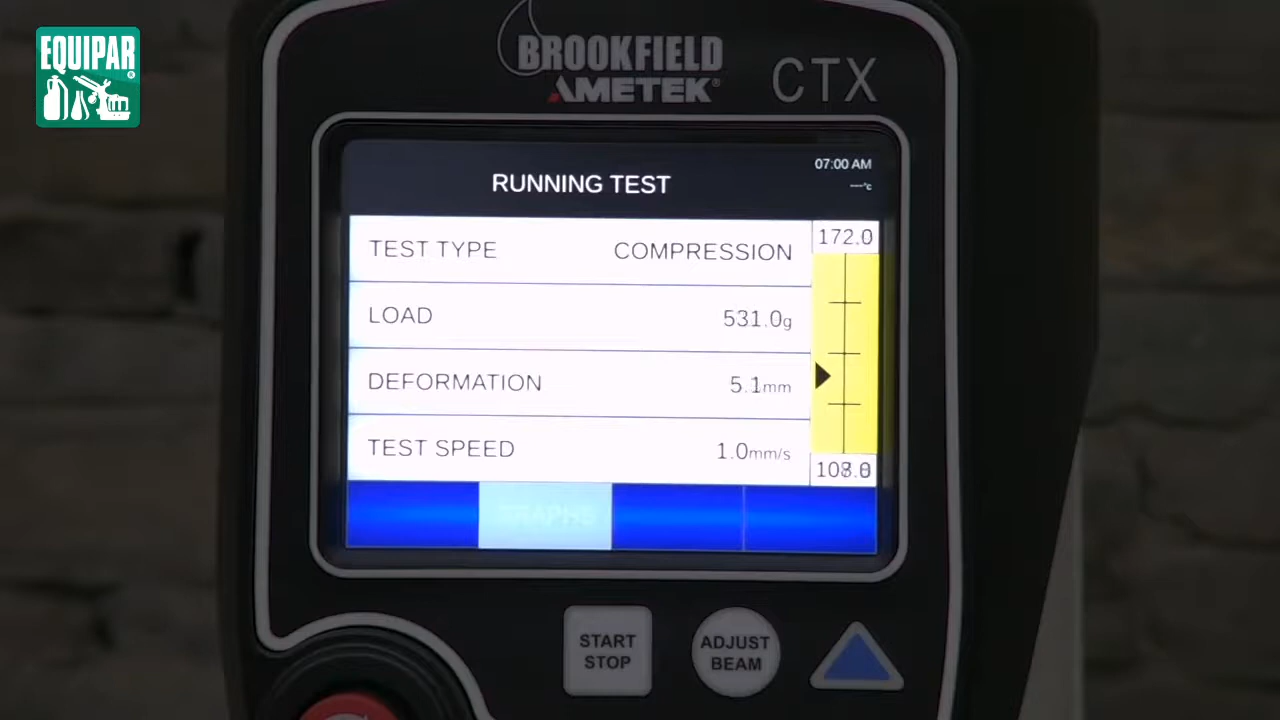 EQUIPAR
BROOKFIELD
AMETEK
CTX
07:00 AM
RUNNING TEST
---°c
TEST TYPE COMPRESSION
172.0
LOAD 531.0g
DEFORMATION 5.1mm
TEST SPEED 1.0mm/s
START
STOP
ADJUST
BEAM